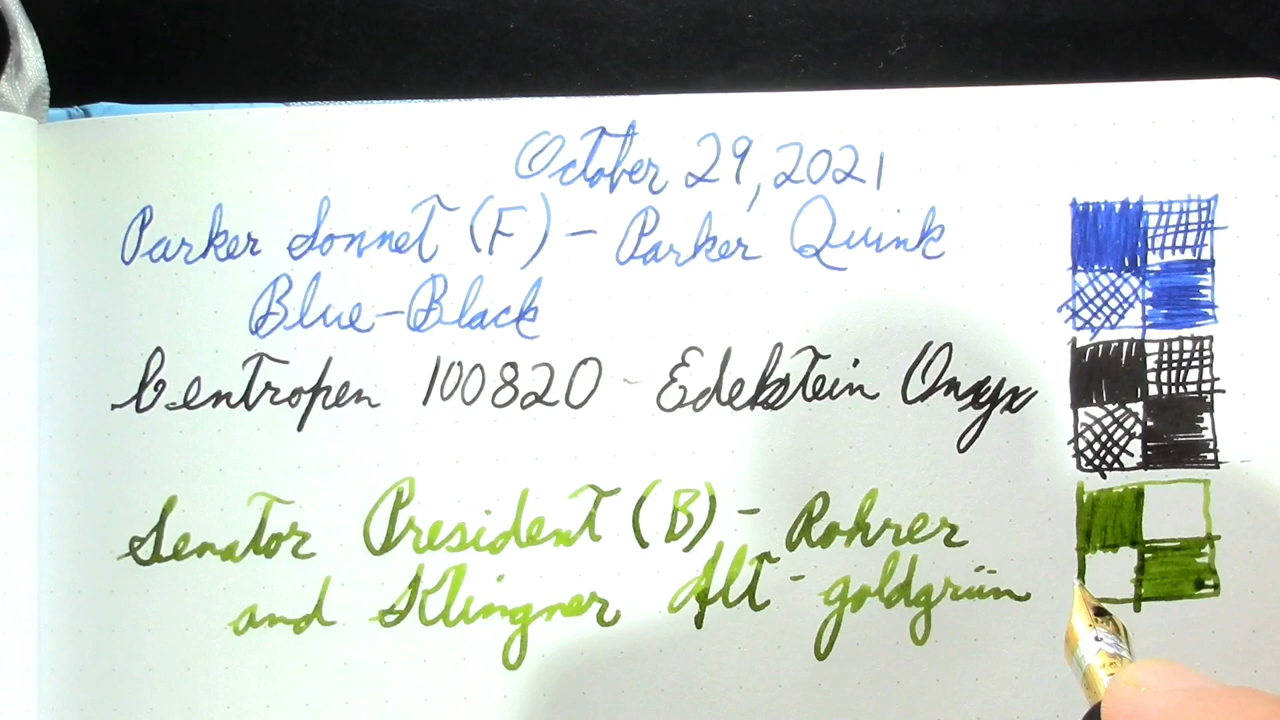 October 29, 2021
Parker Sonnet (F) - Parker Quink
Blue-Black
Centropen 100820 - Edelstein Onyx
Senator President (B) - Rohrer
and Klingner Alt-goldgrün